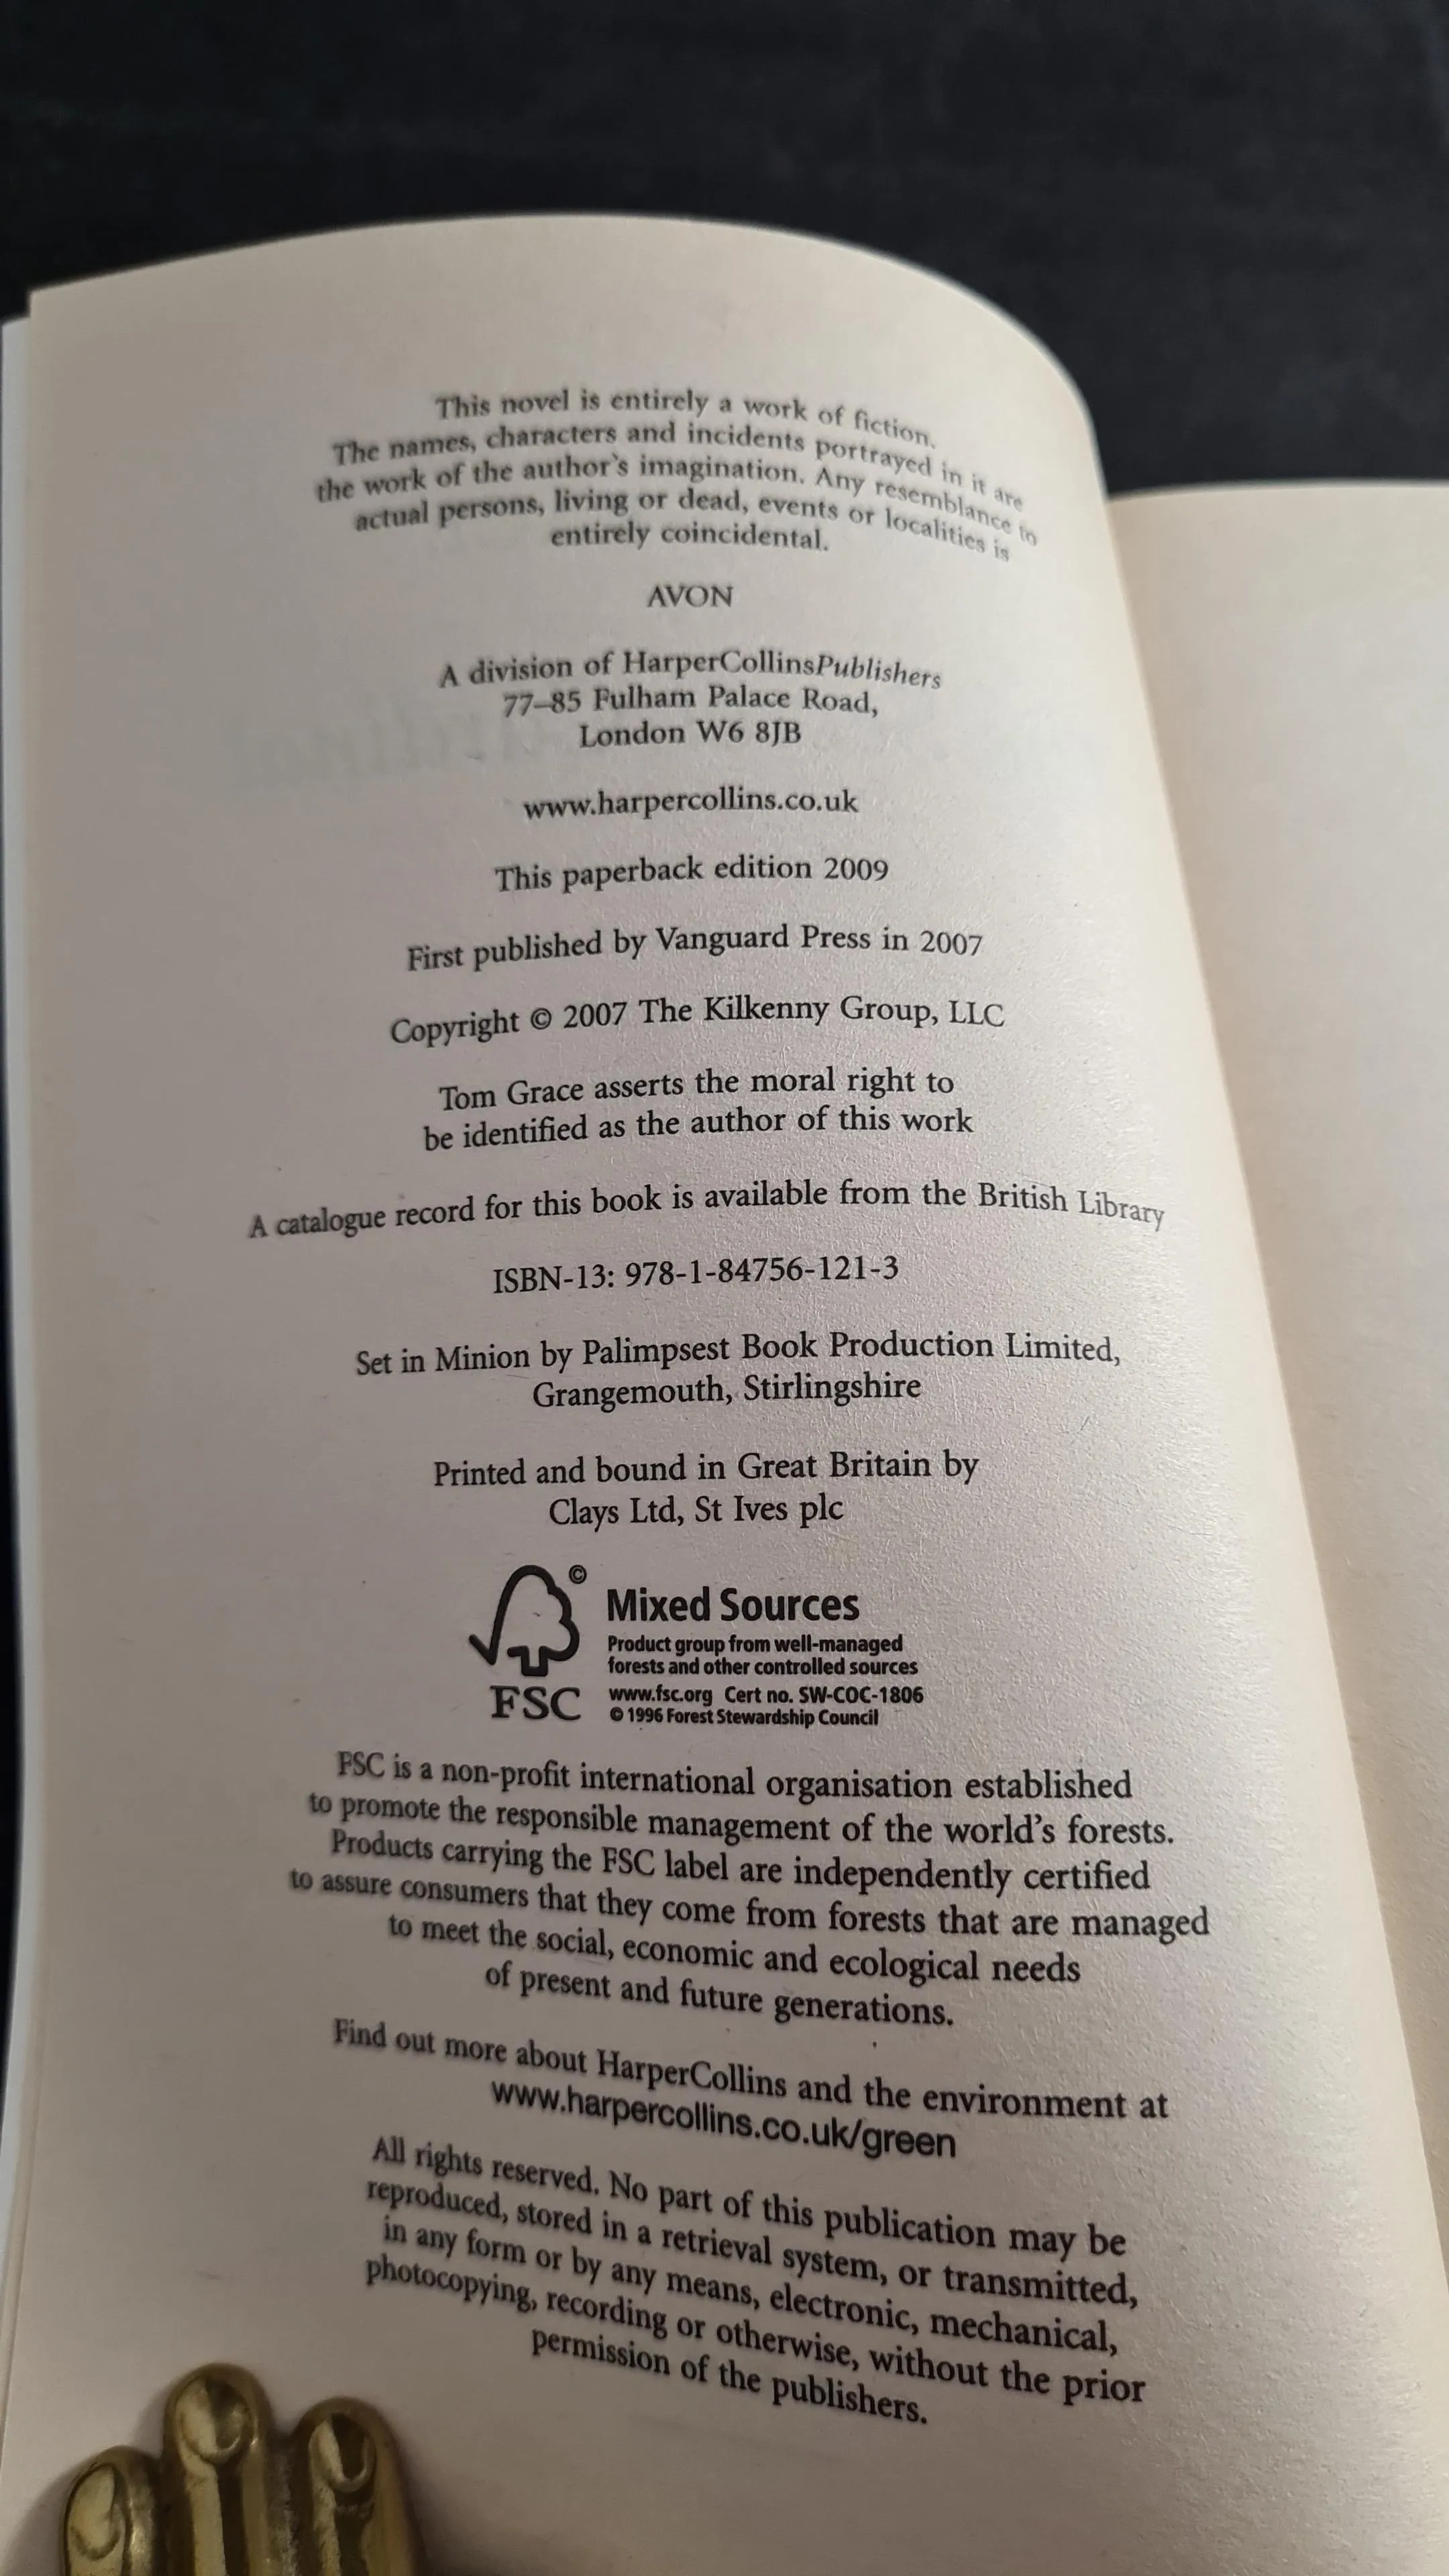 This novel is entirely a work of fiction.
The names, characters and incidents portrayed in it are
the work of the author's imagination. Any resemblance to
actual persons, living or dead, events or localities is
entirely coincidental.
AVON
A division of HarperCollinsPublishers
77–85 Fulham Palace Road,
London W6 8JB
www.harpercollins.co.uk
This paperback edition 2009
First published by Vanguard Press in 2007
Copyright © 2007 The Kilkenny Group, LLC
Tom Grace asserts the moral right to
be identified as the author of this work
A catalogue record for this book is available from the British Library
ISBN-13: 978-1-84756-121-3
Set in Minion by Palimpsest Book Production Limited,
Grangemouth, Stirlingshire
Printed and bound in Great Britain by
Clays Ltd, St Ives plc
©
Mixed Sources
Product group from well-managed
forests and other controlled sources
www.fsc.org Cert no. SW-COC-1806
© 1996 Forest Stewardship Council
FSC
FSC is a non-profit international organisation established
to promote the responsible management of the world's forests.
Products carrying the FSC label are independently certified
to assure consumers that they come from forests that are managed
to meet the social, economic and ecological needs
of present and future generations.
Find out more about HarperCollins and the environment at
www.harpercollins.co.uk/green
All rights reserved. No part of this publication may be
reproduced, stored in a retrieval system, or transmitted,
in any form or by any means, electronic, mechanical,
photocopying, recording or otherwise, without the prior
permission of the publishers.